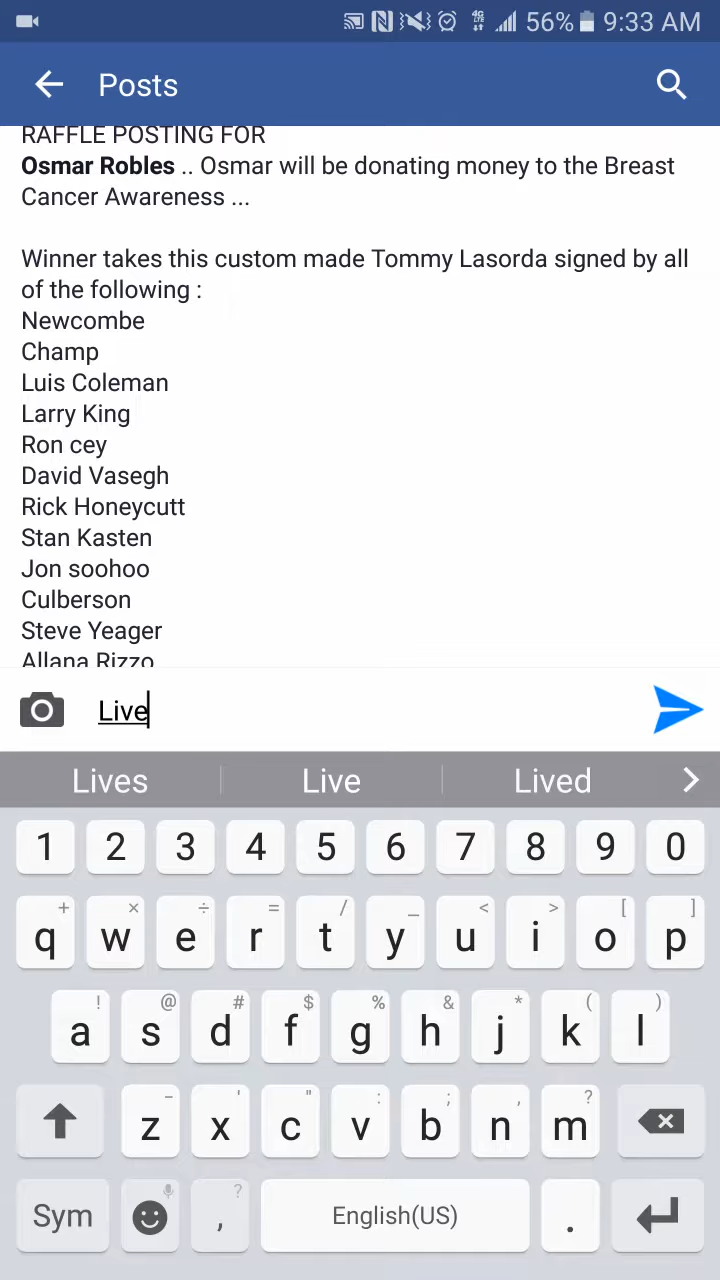 56% 9:33 AM
Posts
RAFFLE POSTING FOR
Osmar Robles .. Osmar will be donating money to the Breast
Cancer Awareness ...
Winner takes this custom made Tommy Lasorda signed by all
of the following :
Newcombe
Champ
Luis Coleman
Larry King
Ron cey
David Vasegh
Rick Honeycutt
Stan Kasten
Jon soohoo
Culberson
Steve Yeager
Allana Rizzo
Live
Lives Live Lived
1 2 3 4 5 6 7 8 9 0
+ × ÷ = / _ < > [ ]
q w e r t y u i o p
! @ # $ % & * ( )
a s d f g h j k l
- ' " : ; , ?
z x c v b n m
?
Sym , English(US) .